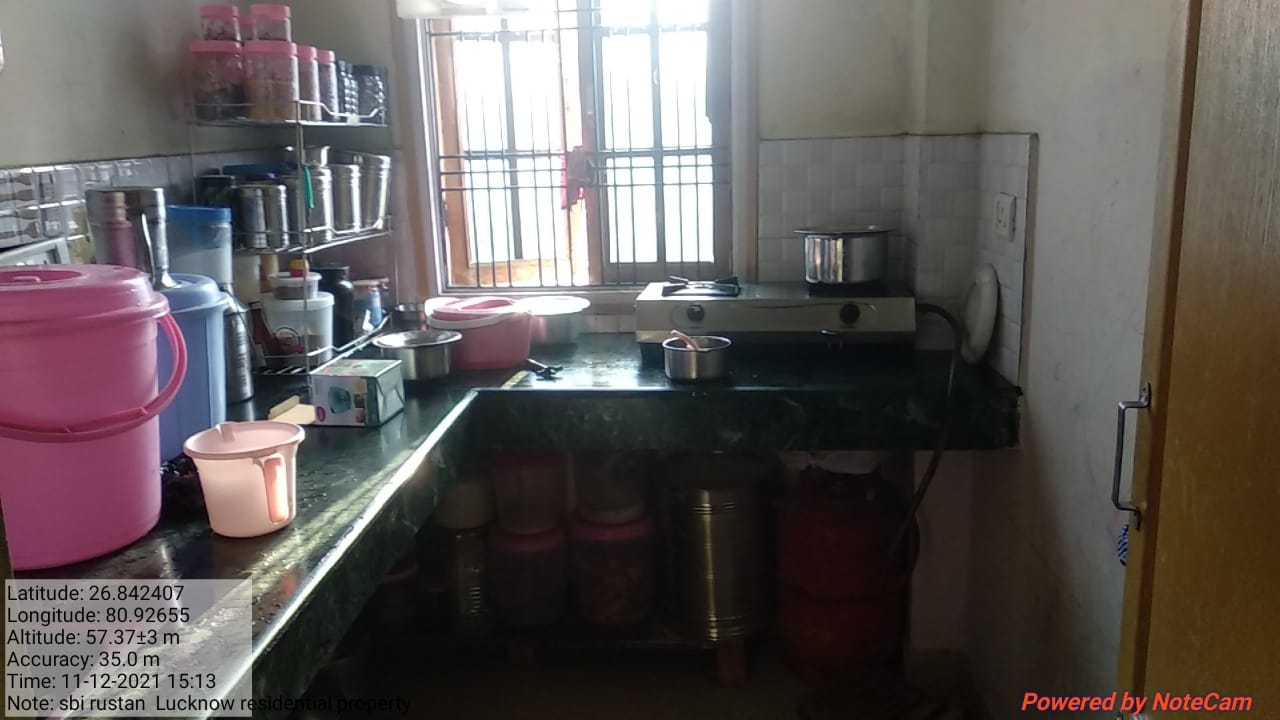 Latitude: 26.842407
Longitude: 80.92655
Altitude: 57.37±3 m
Accuracy: 35.0 m
Time: 11-12-2021 15:13
Note: sbi rustan  Lucknow residential property
Powered by NoteCam